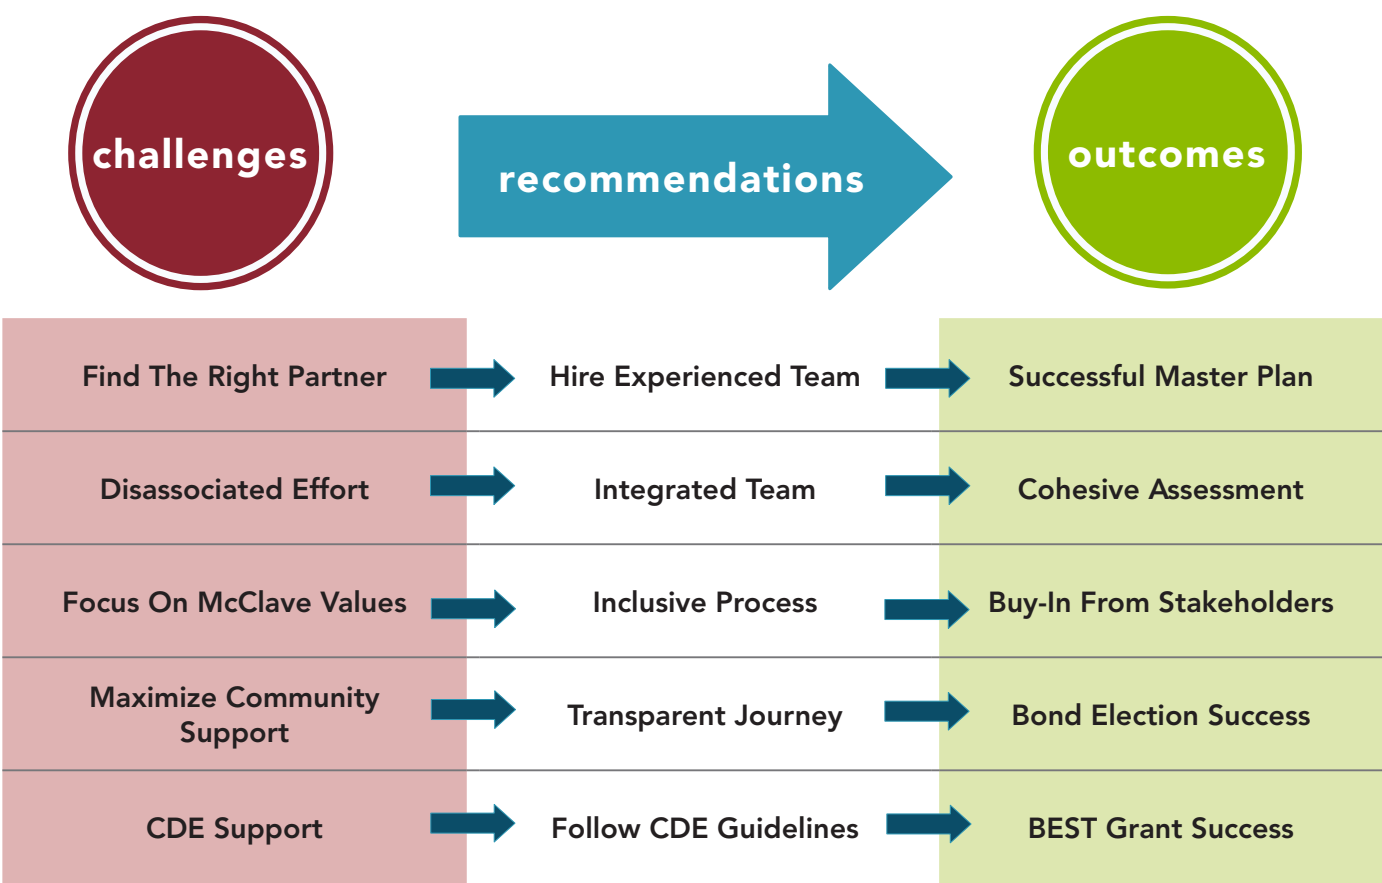 challenges
recommendations
outcomes
Find The Right Partner
Hire Experienced Team
Successful Master Plan
Disassociated Effort
Integrated Team
Cohesive Assessment
Focus On McClave Values
Inclusive Process
Buy-In From Stakeholders
Maximize Community
Support
Transparent Journey
Bond Election Success
CDE Support
Follow CDE Guidelines
BEST Grant Success